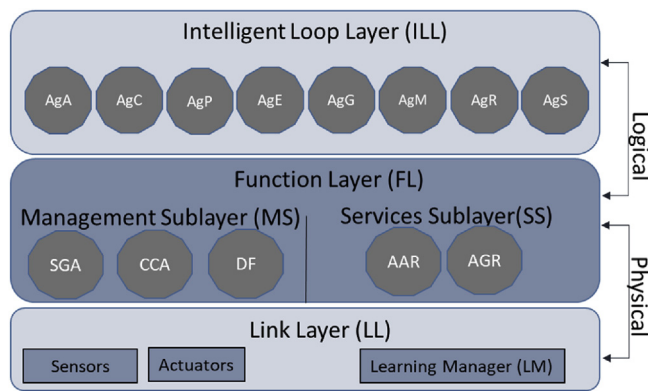 Intelligent Loop Layer (ILL)
AgA AgC AgP AgE AgG AgM AgR AgS
Logical
Function Layer (FL)
Management Sublayer (MS) Services Sublayer(SS)
SGA CCA DF AAR AGR
Physical
Link Layer (LL)
Sensors Actuators Learning Manager (LM)